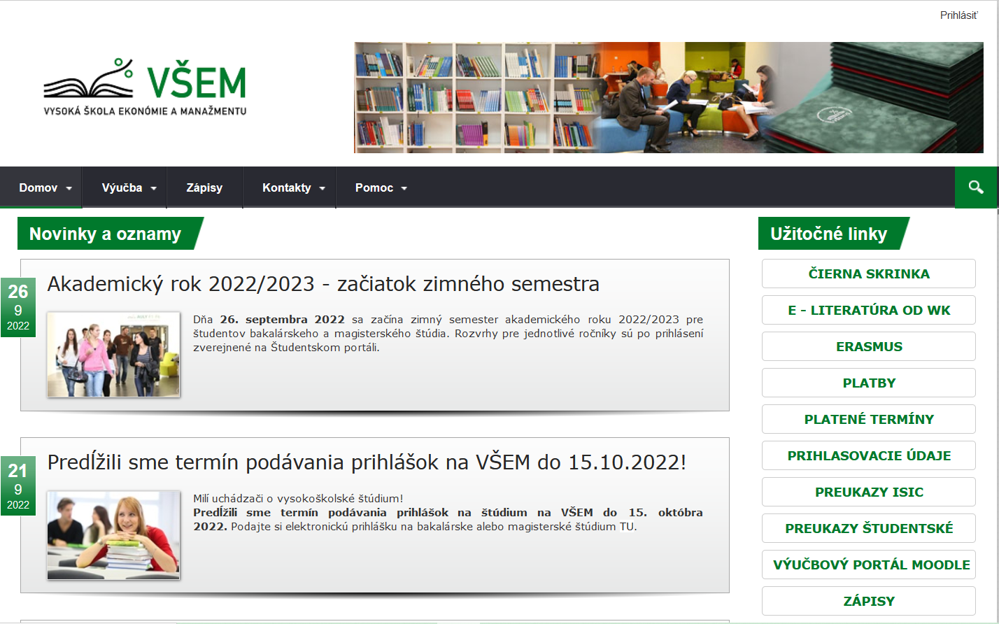 Prihlásiť
VŠEM
VYSOKÁ ŠKOLA EKONÓMIE A MANAŽMENTU
Domov
Výučba
Zápisy
Kontakty
Pomoc
Novinky a oznamy
26
9
2022
Akademický rok 2022/2023 - začiatok zimného semestra
Dňa 26. septembra 2022 sa začína zimný semester akademického roku 2022/2023 pre
študentov bakalárskeho a magisterského štúdia. Rozvrhy pre jednotlivé ročníky sú po prihlásení
zverejnené na Študentskom portáli.
21
9
2022
Predĺžili sme termín podávania prihlášok na VŠEM do 15.10.2022!
Milí uchádzači o vysokoškolské štúdium!
Predĺžili sme termín podávania prihlášok na štúdium na VŠEM do 15. októbra
2022. Podajte si elektronickú prihlášku na bakalárske alebo magisterské štúdium TU.
Užitočné linky
ČIERNA SKRINKA
E - LITERATÚRA OD WK
ERASMUS
PLATBY
PLATENÉ TERMÍNY
PRIHLASOVACIE ÚDAJE
PREUKAZY ISIC
PREUKAZY ŠTUDENTSKÉ
VÝUČBOVÝ PORTÁL MOODLE
ZÁPISY